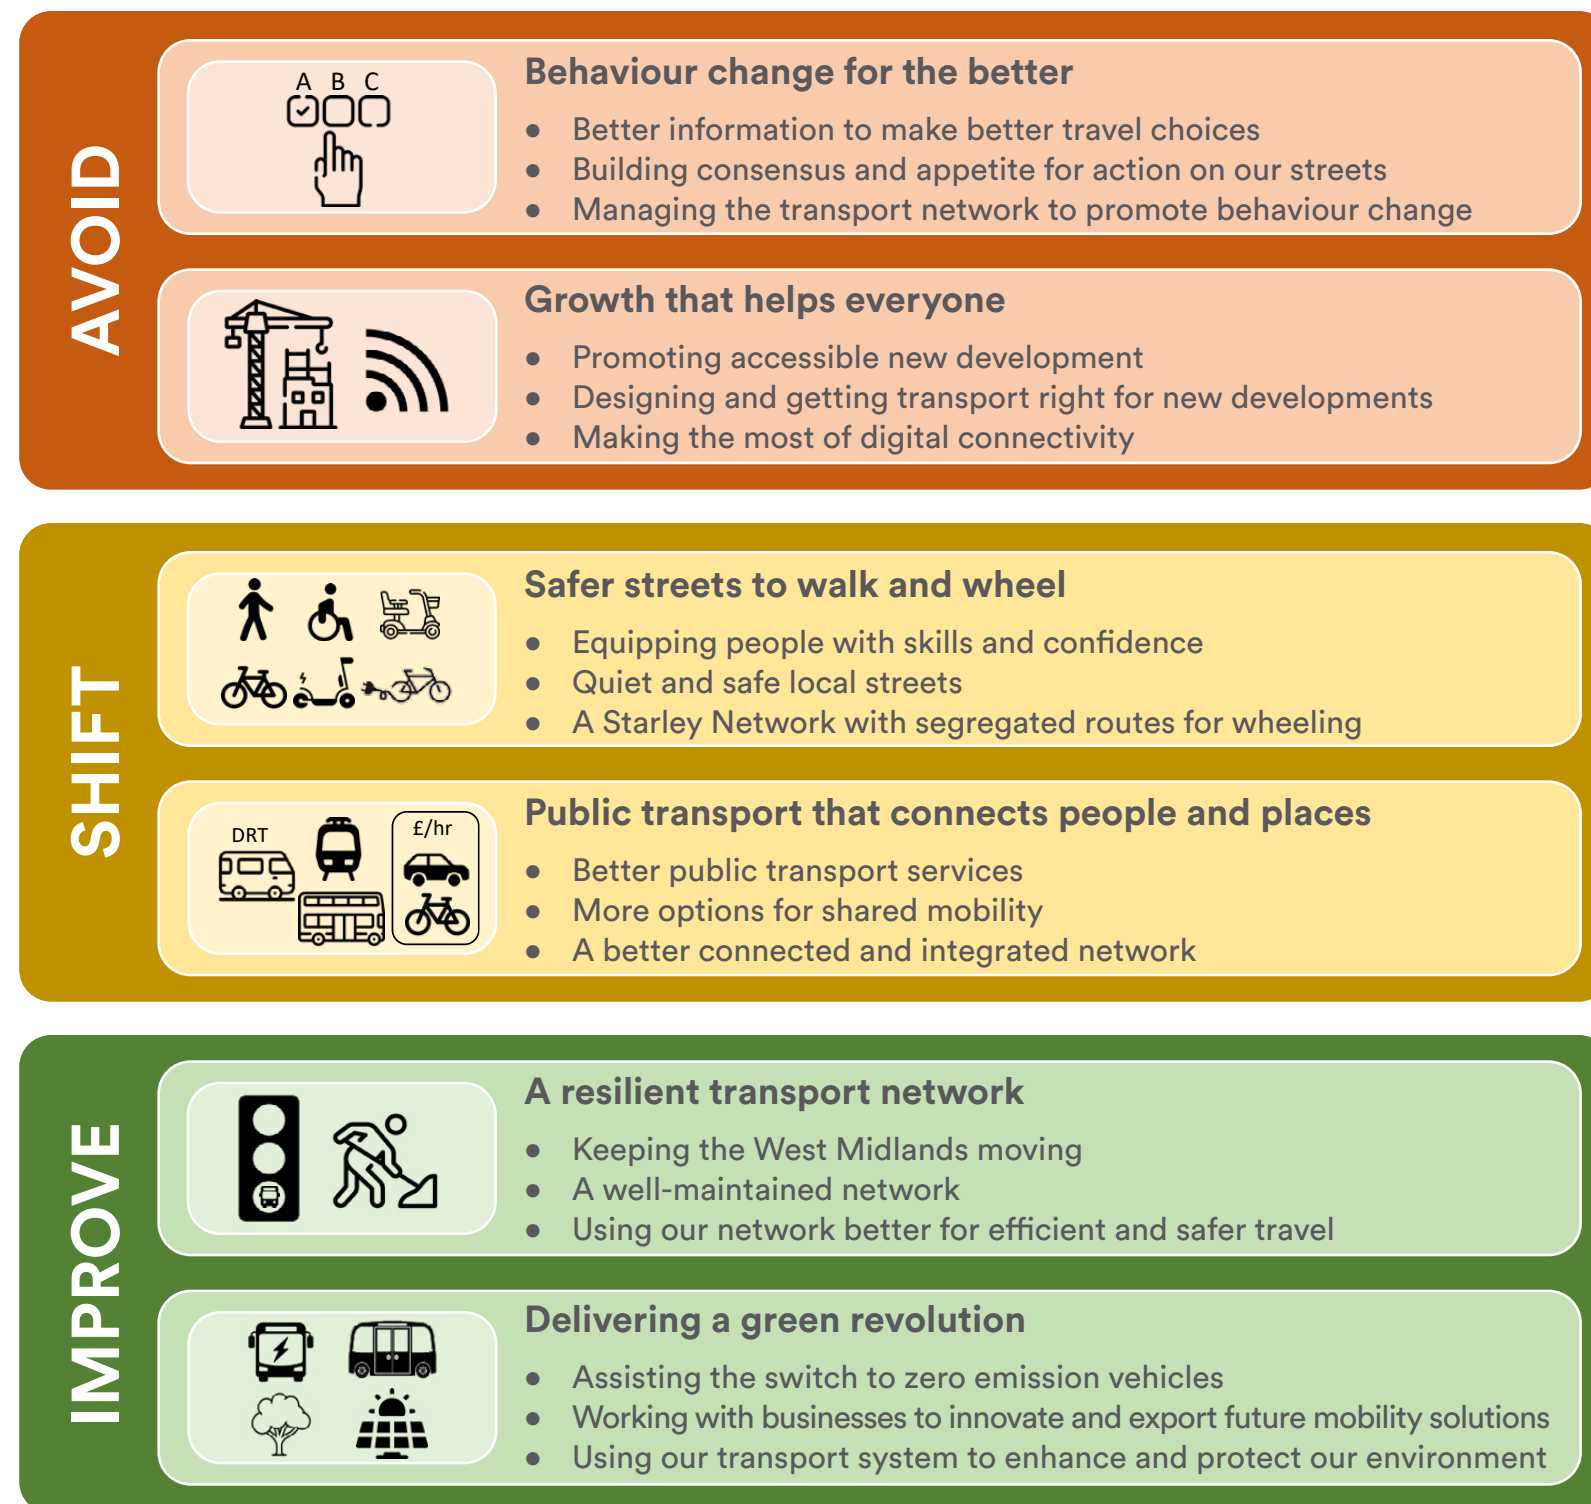 AVOID
A B C
Behaviour change for the better
● Better information to make better travel choices
● Building consensus and appetite for action on our streets
● Managing the transport network to promote behaviour change
Growth that helps everyone
● Promoting accessible new development
● Designing and getting transport right for new developments
● Making the most of digital connectivity
SHIFT
Safer streets to walk and wheel
● Equipping people with skills and confidence
● Quiet and safe local streets
● A Starley Network with segregated routes for wheeling
DRT
£/hr
Public transport that connects people and places
● Better public transport services
● More options for shared mobility
● A better connected and integrated network
IMPROVE
A resilient transport network
● Keeping the West Midlands moving
● A well-maintained network
● Using our network better for efficient and safer travel
Delivering a green revolution
● Assisting the switch to zero emission vehicles
● Working with businesses to innovate and export future mobility solutions
● Using our transport system to enhance and protect our environment